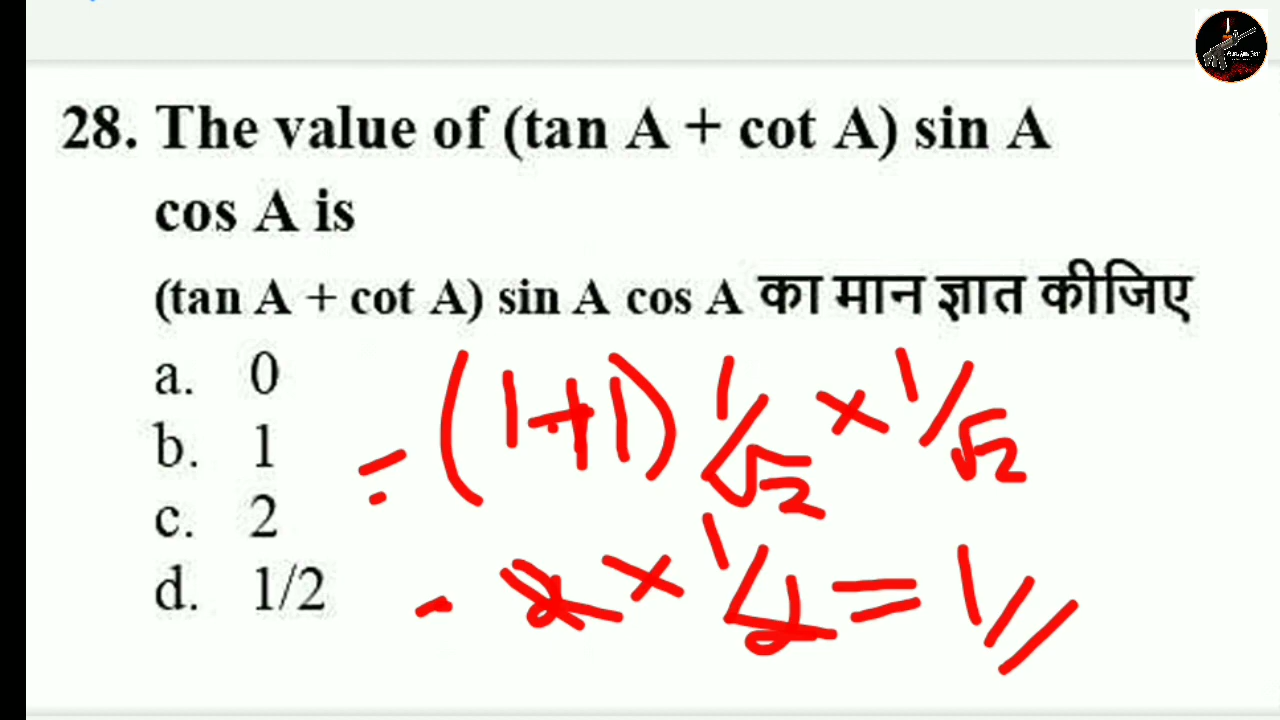 28. The value of (tan A + cot A) sin A
cos A is
(tan A + cot A) sin A cos A का मान ज्ञात कीजिए
a. 0
b. 1
c. 2
d. 1/2
= (1+1) 1/√2 × 1/√2
- 2 × 1/2 = 1//